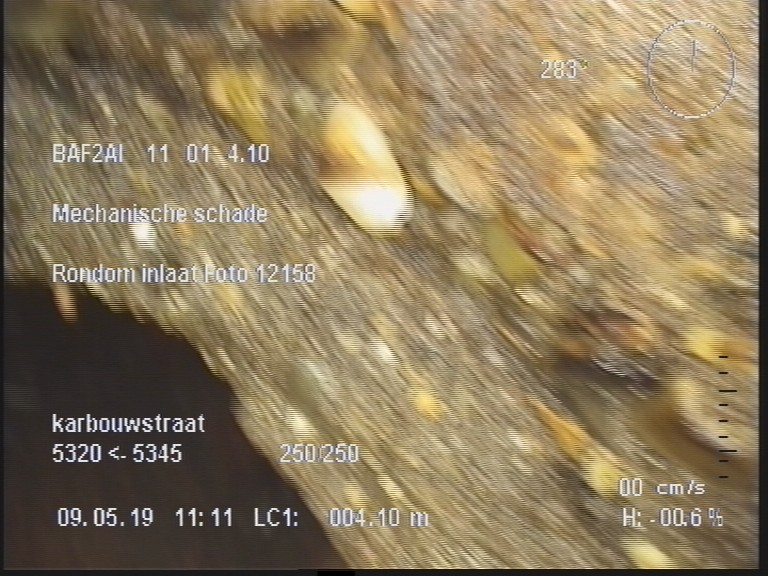 283°
BAF2AI 11 01 4.10
Mechanische schade
Rondom inlaat Foto 12158
karbouwstraat
5320 <- 5345 250/250
00 cm/s
09.05.19 11:11 LC1: 004.10 m H: -00.6 %